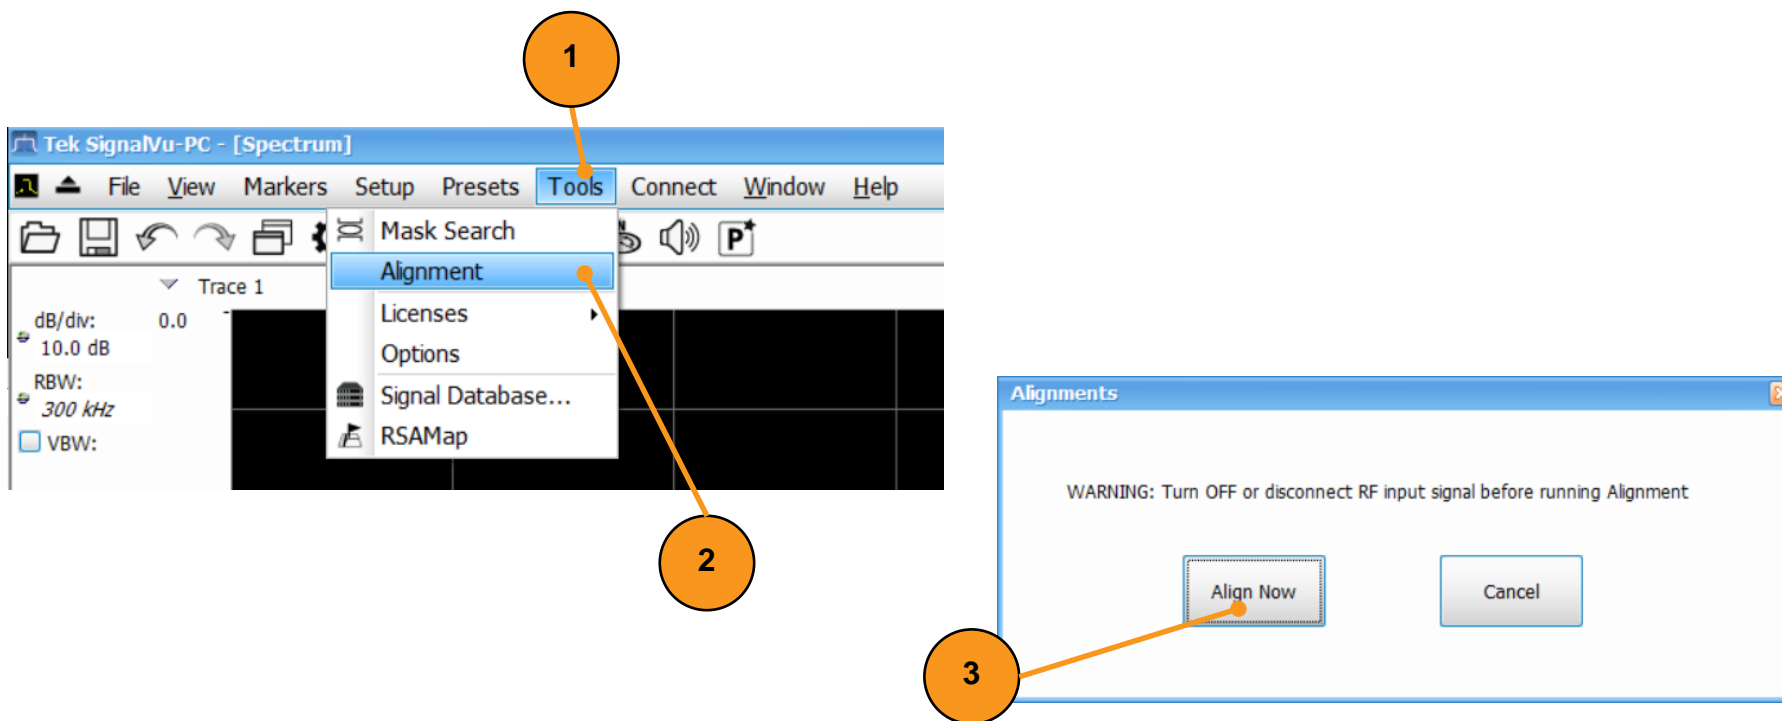 1
Tek SignalVu-PC - [Spectrum]
File View Markers Setup Presets Tools Connect Window Help
Mask Search
P
Alignment
Trace 1
Licenses
dB/div: 0.0
10.0 dB
Options
RBW:
300 kHz
Signal Database...
VBW:
RSAMap
2
Alignments
WARNING: Turn OFF or disconnect RF input signal before running Alignment
Align Now
Cancel
3